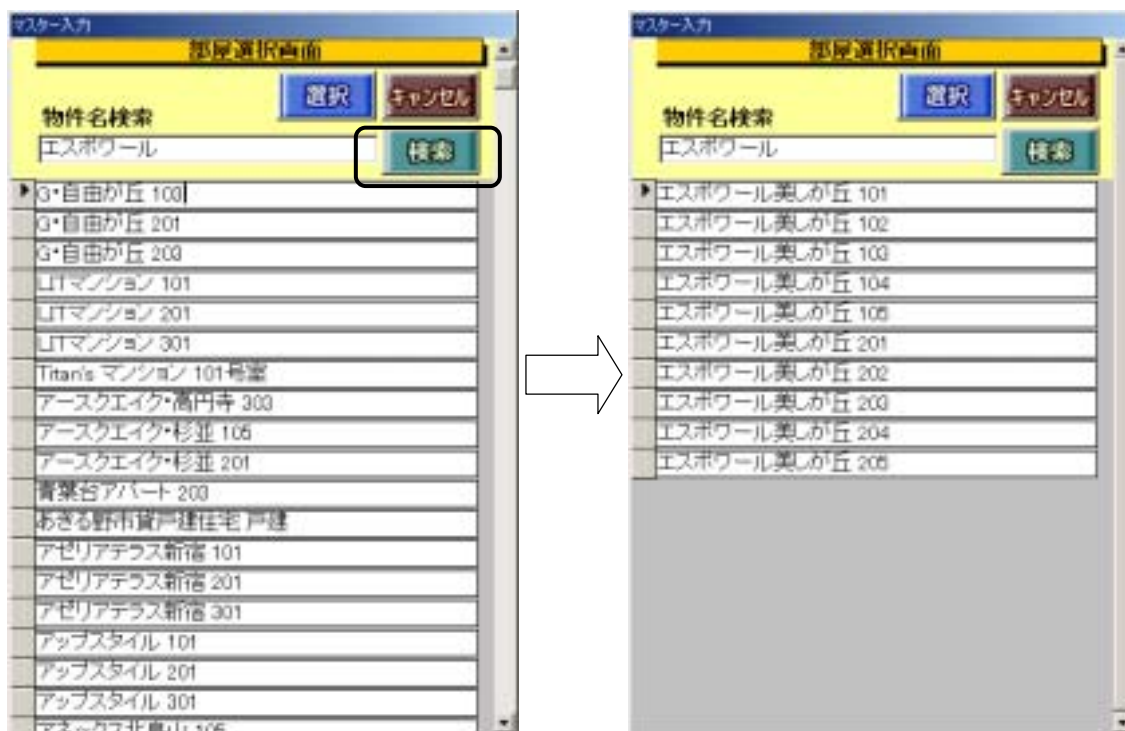 マスター入力
部屋選択画面
選択 キャンセル
物件名検索
エスポワール 検索
G・自由が丘 103
G・自由が丘 201
G・自由が丘 203
LITマンション 101
LITマンション 201
LITマンション 301
Titan's マンション 101号室
アースクエイク・高円寺 303
アースクエイク・杉並 105
アースクエイク・杉並 201
青葉台アパート 203
あきる野市貸戸建住宅 戸建
アゼリアテラス新宿 101
アゼリアテラス新宿 201
アゼリアテラス新宿 301
アップスタイル 101
アップスタイル 201
アップスタイル 301
アネックス北烏山 105
マスター入力
部屋選択画面
選択 キャンセル
物件名検索
エスポワール 検索
エスポワール美しが丘 101
エスポワール美しが丘 102
エスポワール美しが丘 103
エスポワール美しが丘 104
エスポワール美しが丘 105
エスポワール美しが丘 201
エスポワール美しが丘 202
エスポワール美しが丘 203
エスポワール美しが丘 204
エスポワール美しが丘 205